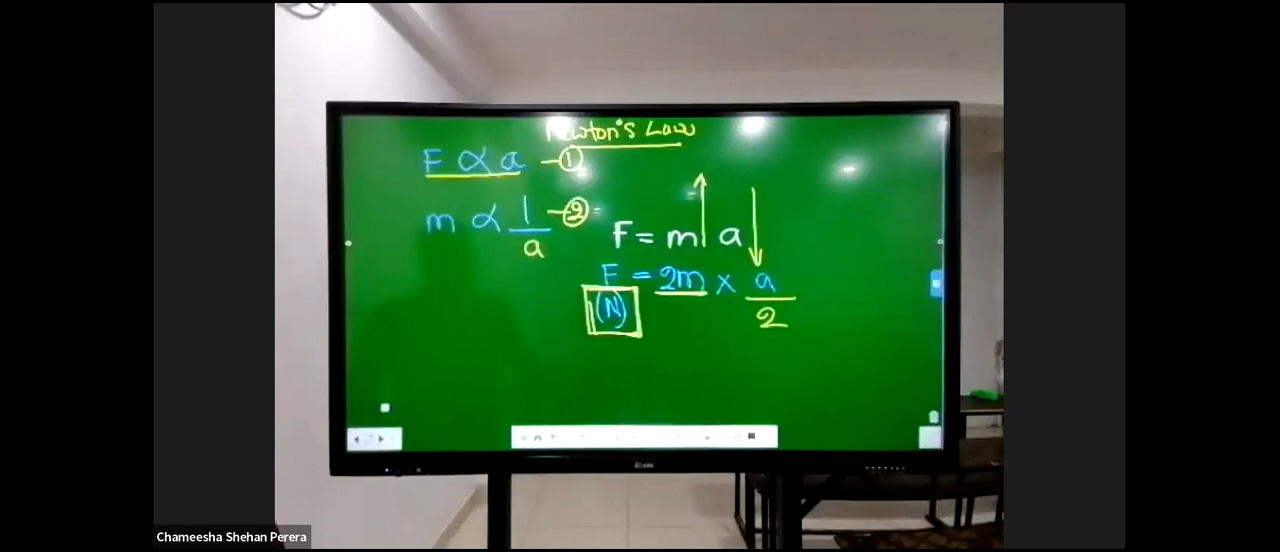 Newton's Law
F ∝ a - ①
m ∝ 1/a - ②
F = m a
F = 2m × a/2
(N)
Chameesha Shehan Perera